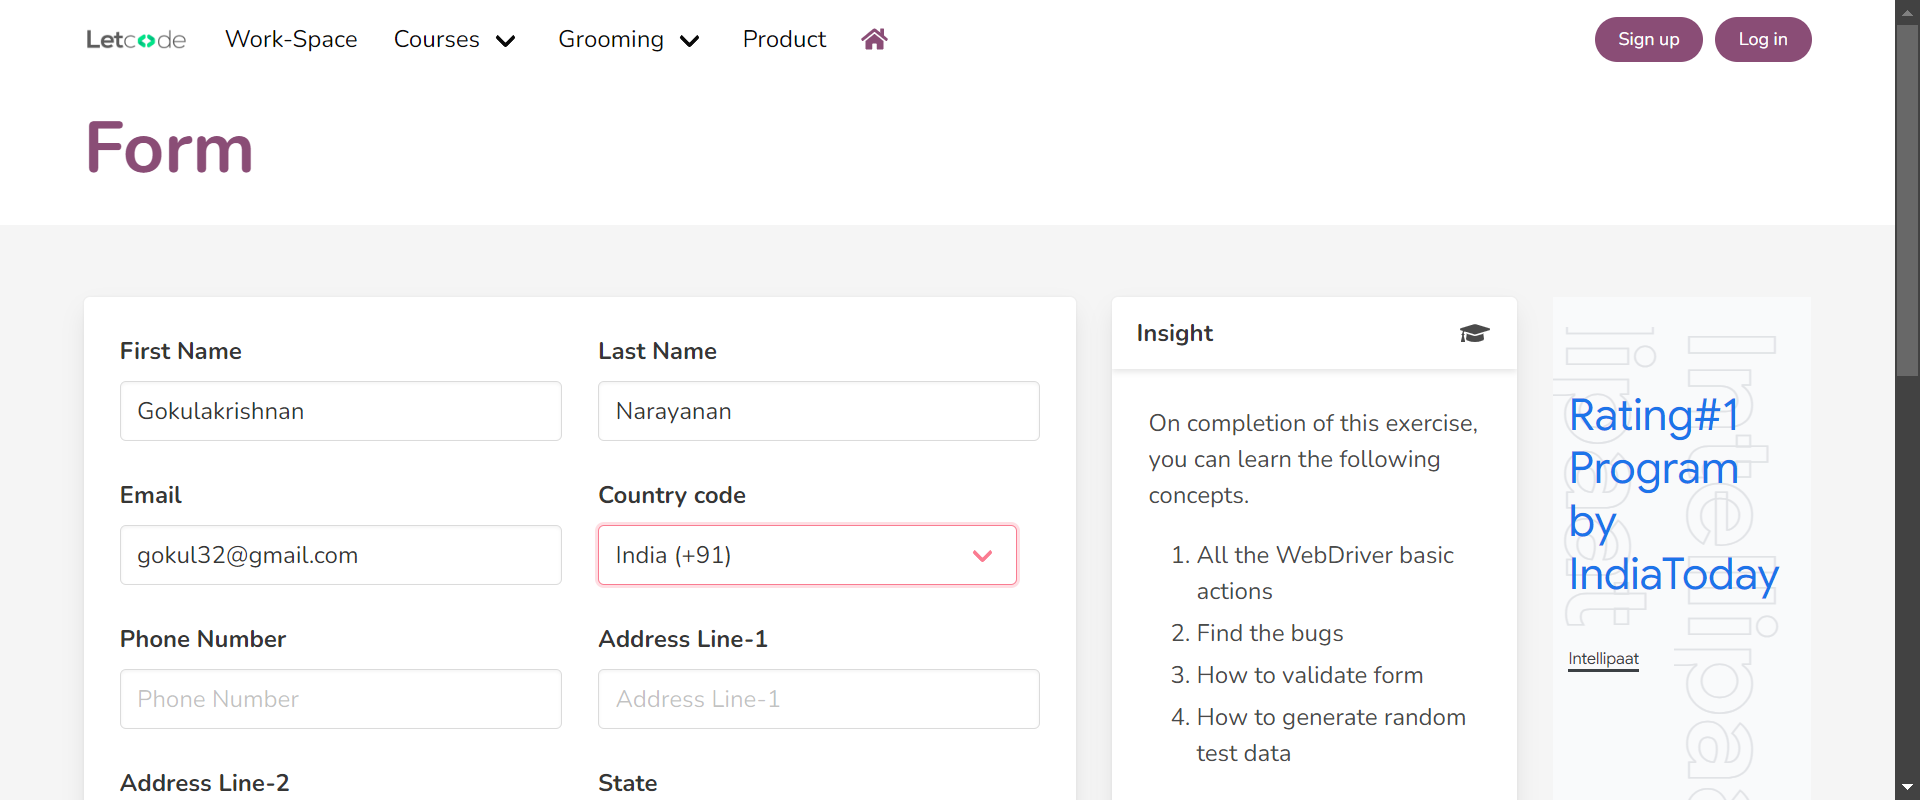 Letcode Work-Space Courses Grooming Product Sign up Log in
Form
First Name Last Name
Gokulakrishnan Narayanan
Email Country code
gokul32@gmail.com India (+91)
Phone Number Address Line-1
Phone Number Address Line-1
Address Line-2 State
Insight
On completion of this exercise,
you can learn the following
concepts.
1. All the WebDriver basic
actions
2. Find the bugs
3. How to validate form
4. How to generate random
test data
Rating#1
Program
by
IndiaToday
Intellipaat
Intellipaa
lipaat